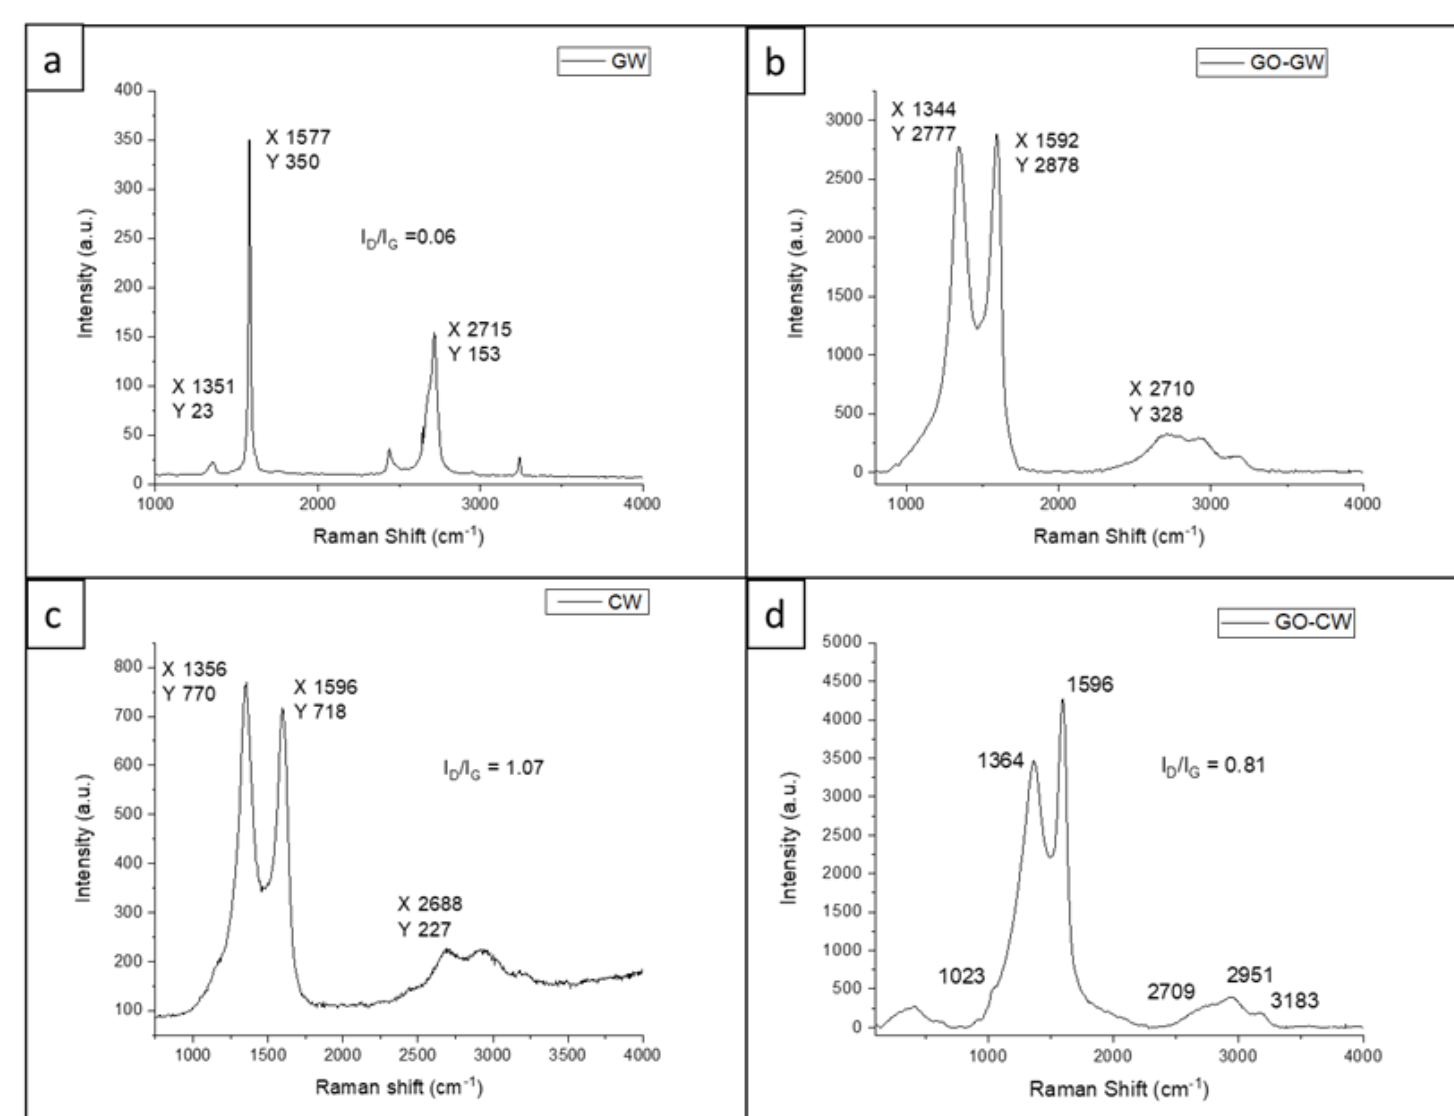 a
GW
400
350
300
250
200
150
100
50
0
Intensity (a.u.)
X 1577
Y 350
I_D/I_G =0.06
X 2715
Y 153
X 1351
Y 23
1000 2000 3000 4000
Raman Shift (cm⁻¹)
b
GO-GW
3000
2500
2000
1500
1000
500
0
Intensity (a.u.)
X 1344
Y 2777
X 1592
Y 2878
X 2710
Y 328
1000 2000 3000 4000
Raman Shift (cm⁻¹)
c
CW
800
700
600
500
400
300
200
100
Intensity (a.u.)
X 1356
Y 770
X 1596
Y 718
I_D/I_G = 1.07
X 2688
Y 227
1000 1500 2000 2500 3000 3500 4000
Raman shift (cm⁻¹)
d
GO-CW
5000
4500
4000
3500
3000
2500
2000
1500
1000
500
0
Intensity (a.u.)
1596
1364
I_D/I_G = 0.81
1023
2709
2951
3183
1000 2000 3000 4000
Raman Shift (cm⁻¹)